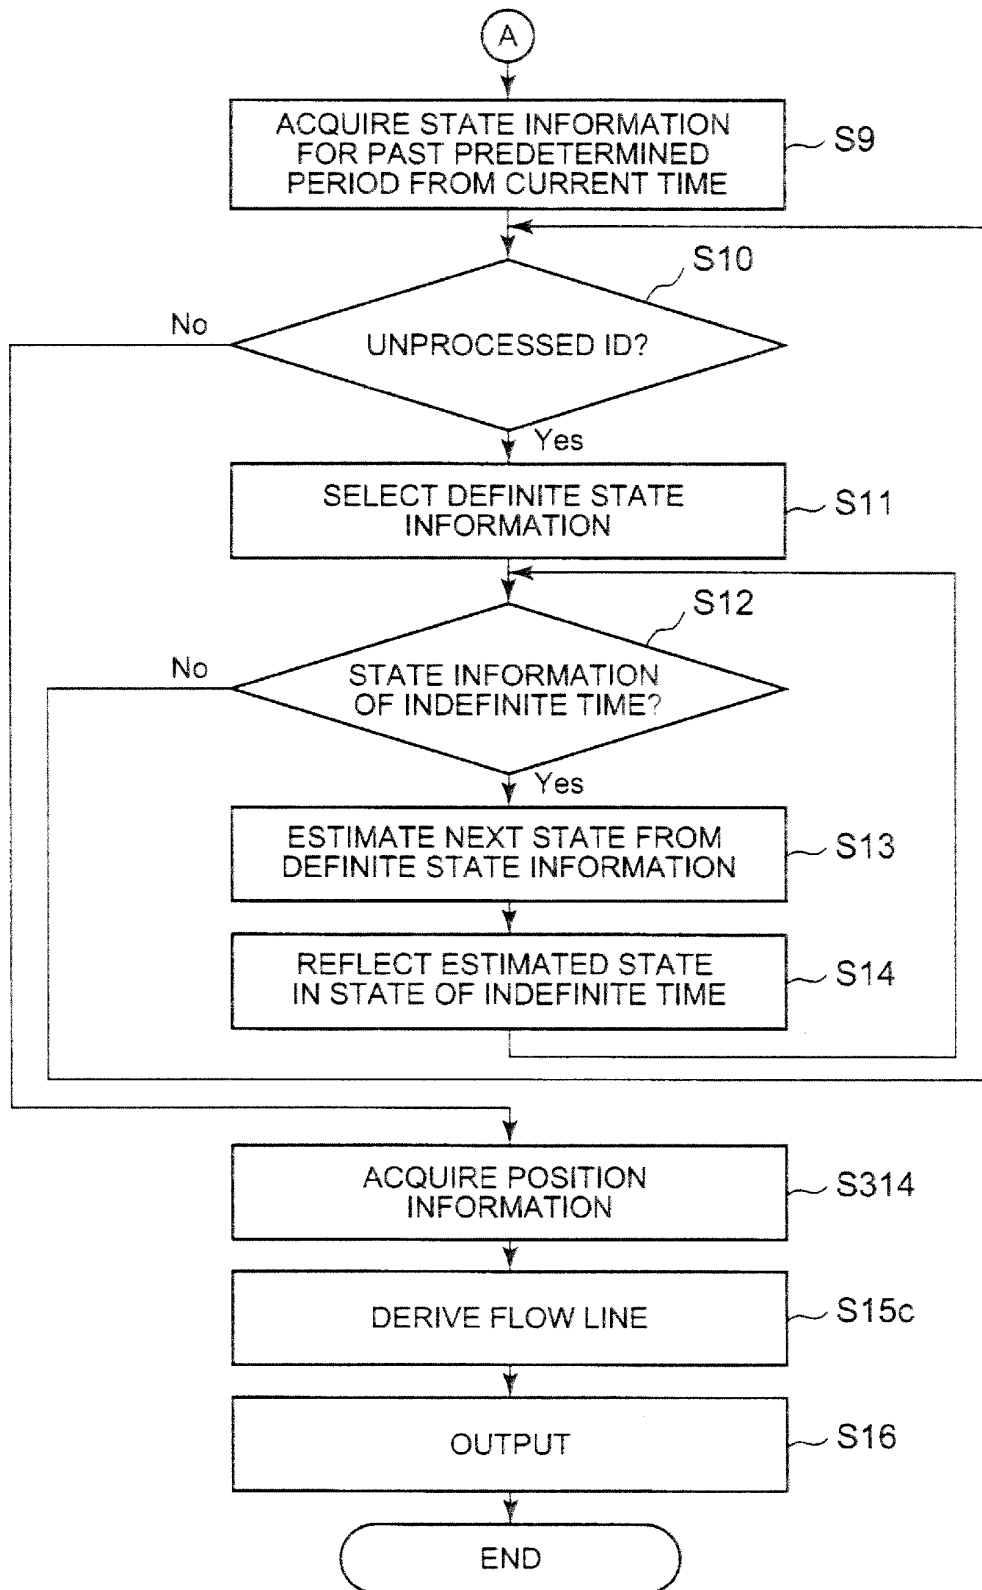 A
ACQUIRE STATE INFORMATION
FOR PAST PREDETERMINED
PERIOD FROM CURRENT TIME
S9
S10
No
UNPROCESSED ID?
Yes
SELECT DEFINITE STATE
INFORMATION
S11
S12
No
STATE INFORMATION
OF INDEFINITE TIME?
Yes
ESTIMATE NEXT STATE FROM
DEFINITE STATE INFORMATION
S13
REFLECT ESTIMATED STATE
IN STATE OF INDEFINITE TIME
S14
ACQUIRE POSITION
INFORMATION
S314
DERIVE FLOW LINE
S15c
OUTPUT
S16
END